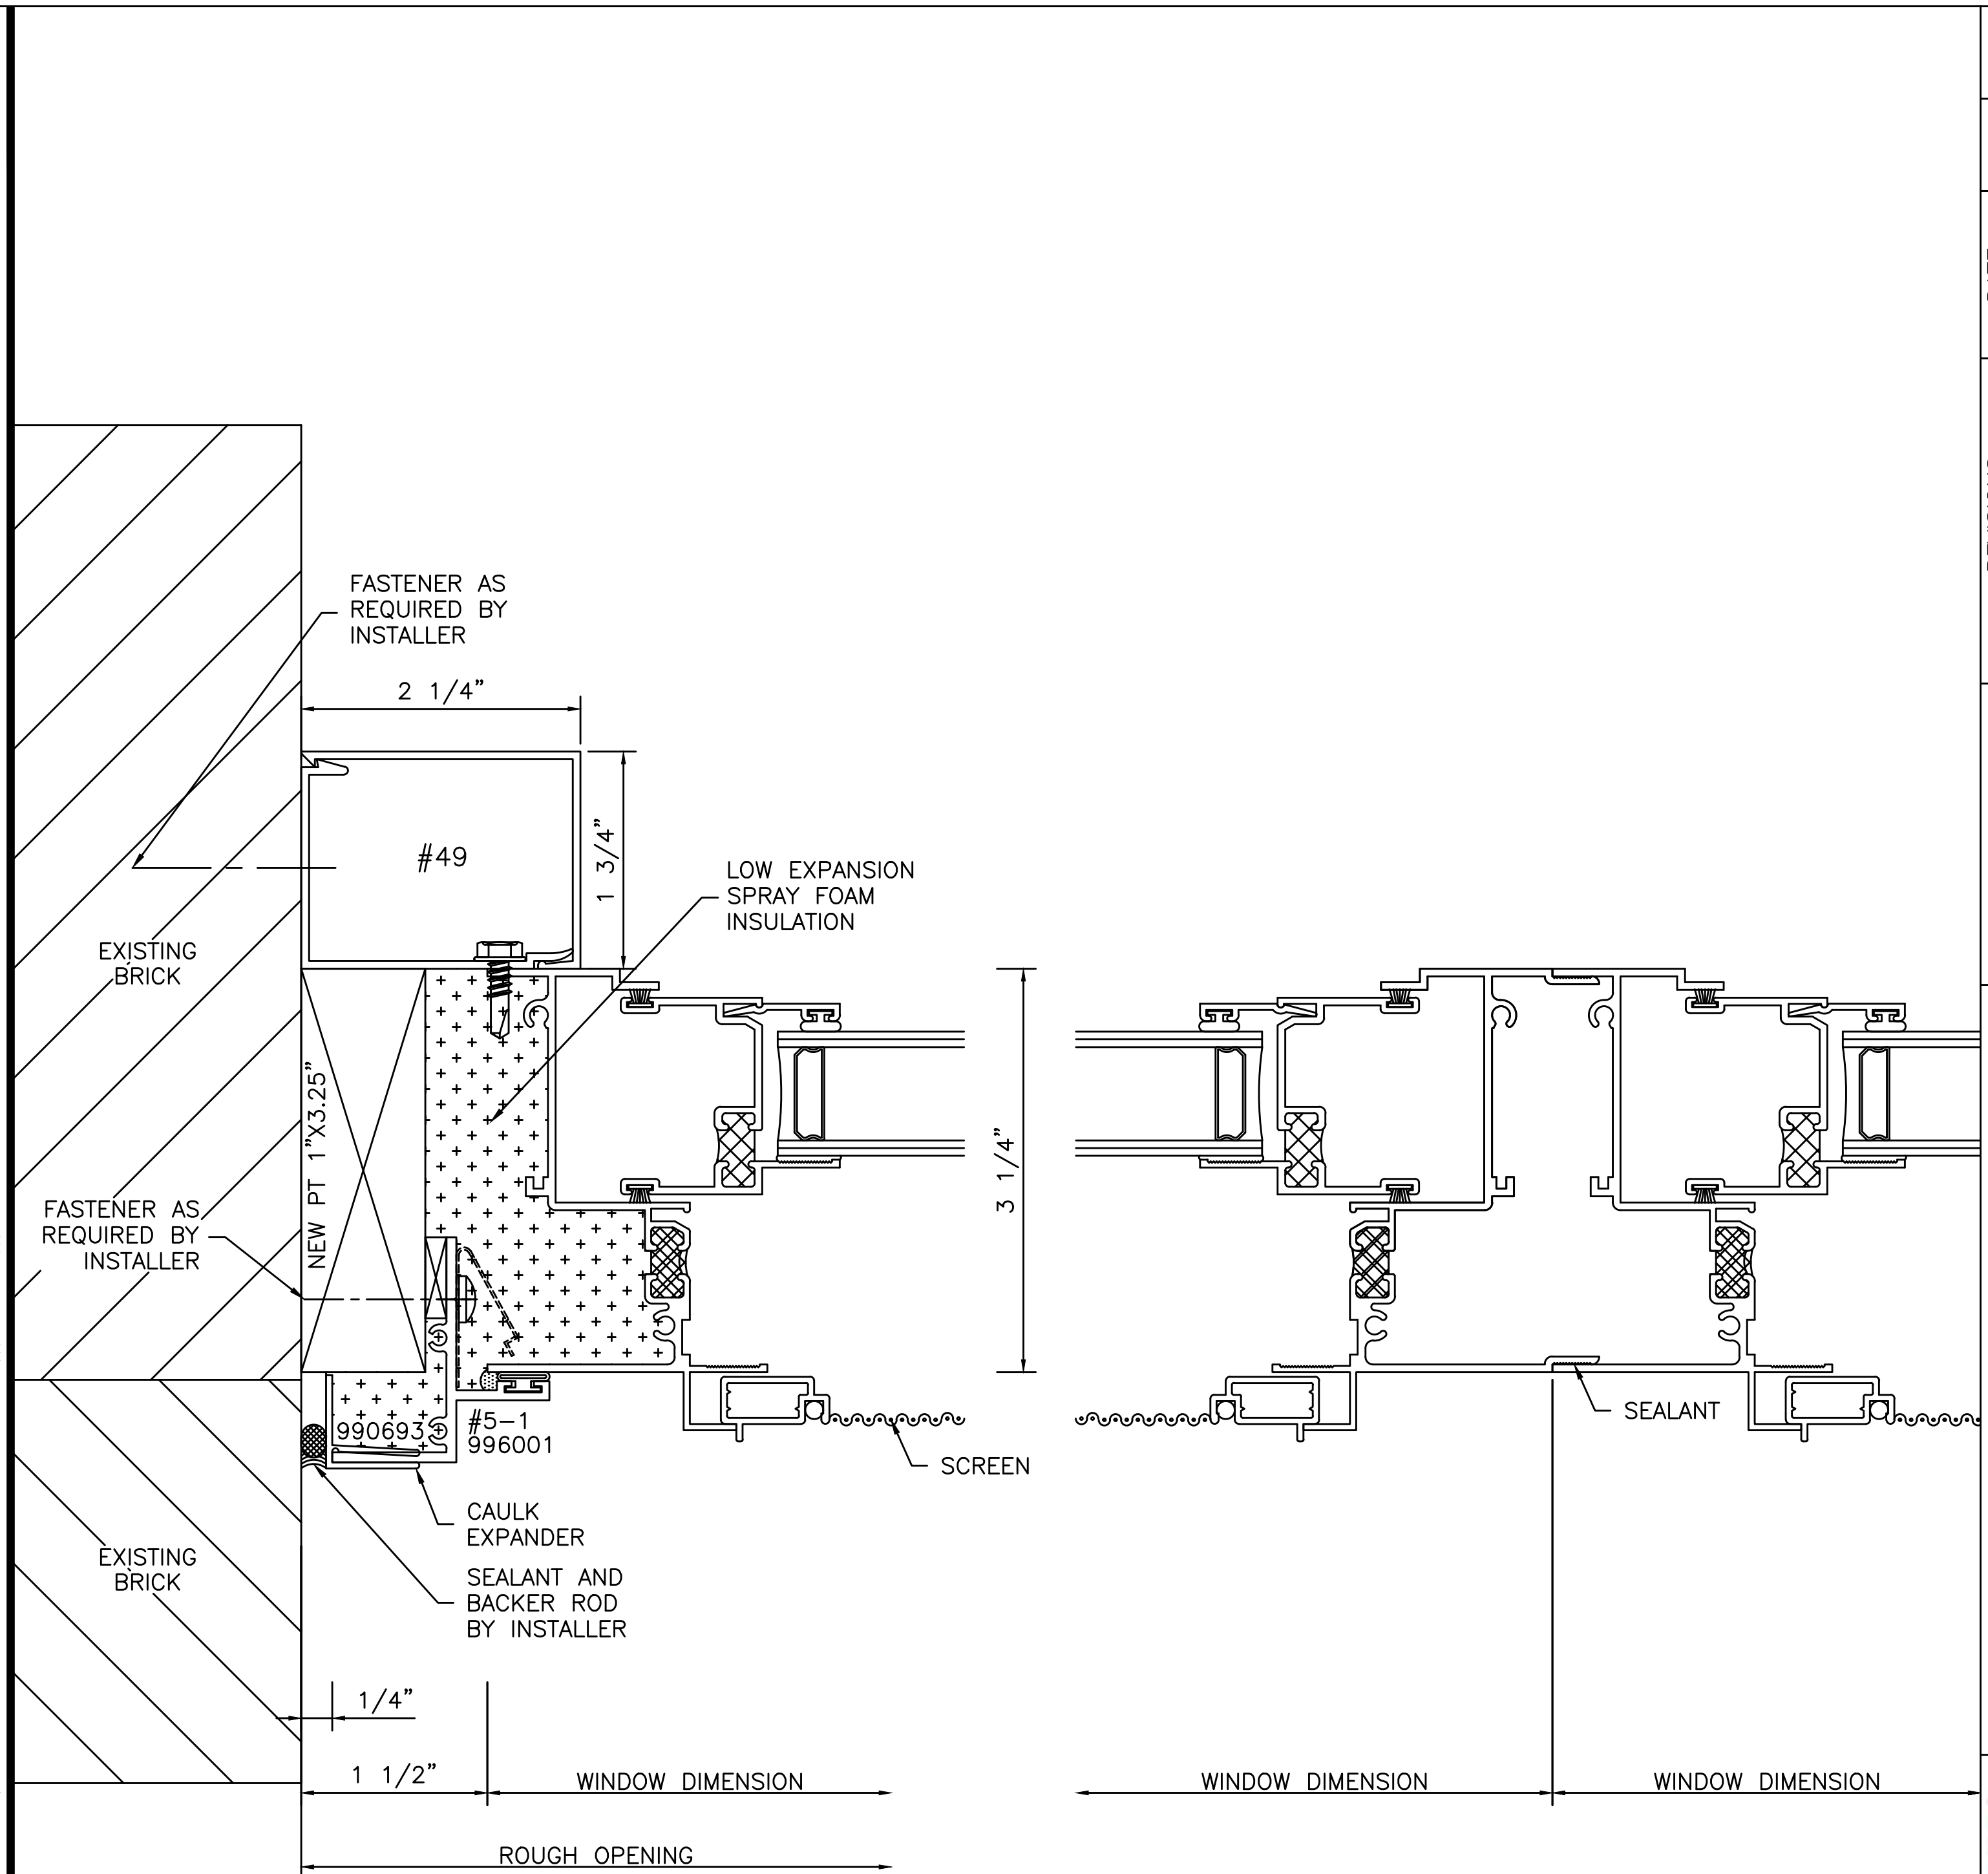 FASTENER AS
REQUIRED BY
INSTALLER
2 1/4"
1 3/4"
#49
LOW EXPANSION
SPRAY FOAM
INSULATION
EXISTING
BRICK
NEW PT 1"X3.25"
3 1/4"
FASTENER AS
REQUIRED BY
INSTALLER
990693
#5-1
996001
SEALANT
SCREEN
CAULK
EXPANDER
EXISTING
BRICK
SEALANT AND
BACKER ROD
BY INSTALLER
1/4"
1 1/2"
WINDOW DIMENSION
WINDOW DIMENSION
WINDOW DIMENSION
ROUGH OPENING